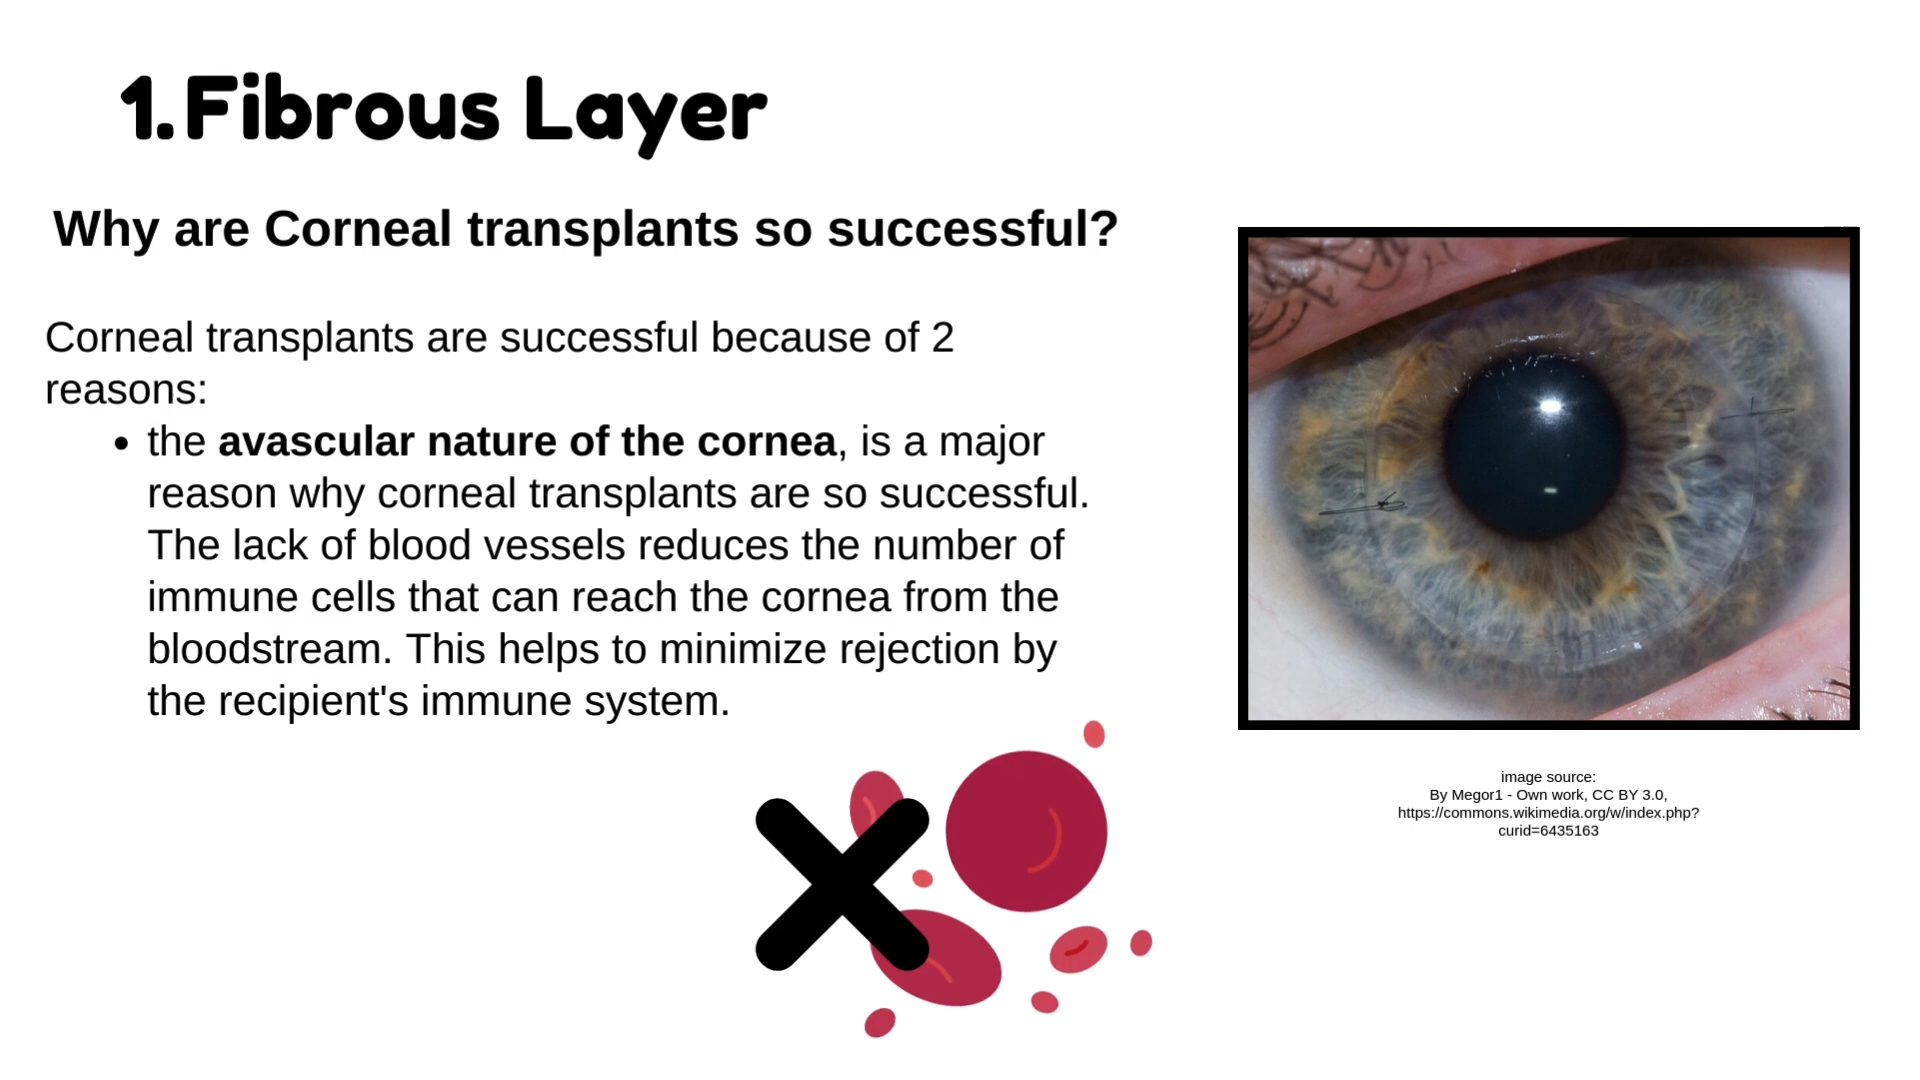 1.Fibrous Layer
Why are Corneal transplants so successful?
Corneal transplants are successful because of 2
reasons:
• the avascular nature of the cornea, is a major
reason why corneal transplants are so successful.
The lack of blood vessels reduces the number of
immune cells that can reach the cornea from the
bloodstream. This helps to minimize rejection by
the recipient's immune system.
image source:
By Megor1 - Own work, CC BY 3.0,
https://commons.wikimedia.org/w/index.php?
curid=6435163